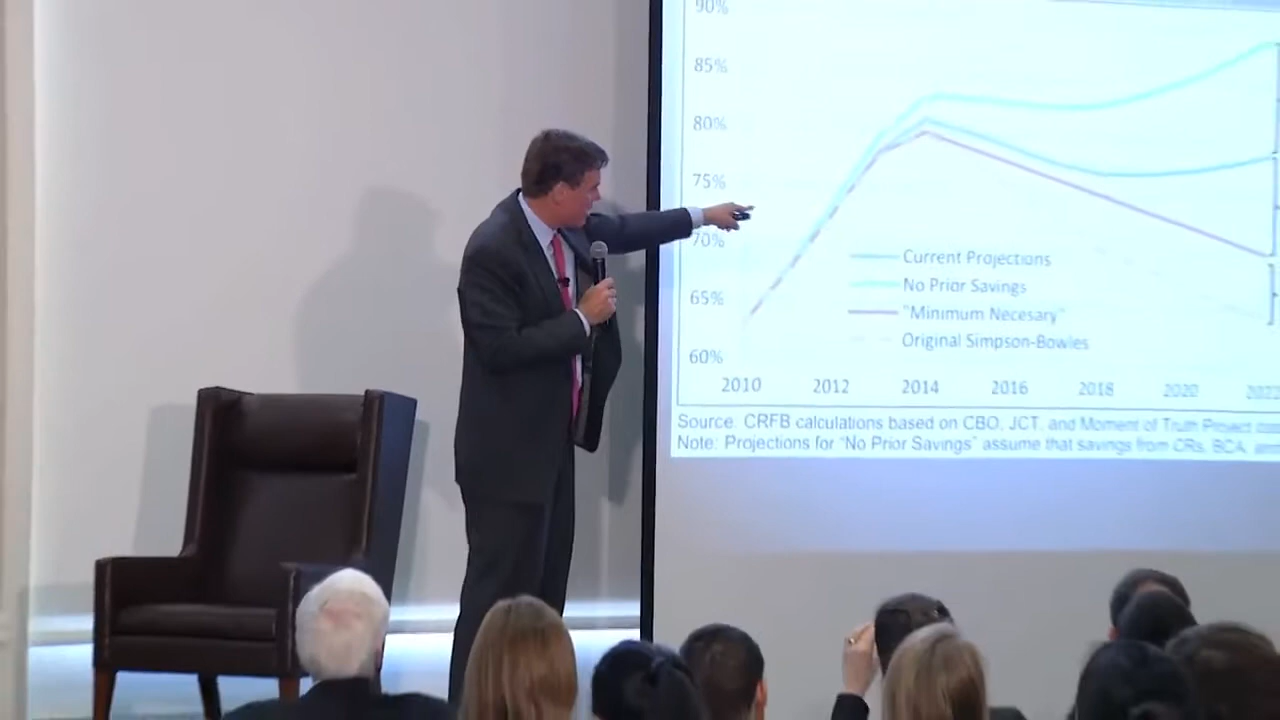 90%
85%
80%
75%
70%
65%
60%
Current Projections
No Prior Savings
"Minimum Necesary"
Original Simpson-Bowles
2010 2012 2014 2016 2018 2020
Source: CRFB calculations based on CBO, JCT, and Moment of Truth Project
Note: Projections for "No Prior Savings" assume that savings from CRs, BCA,